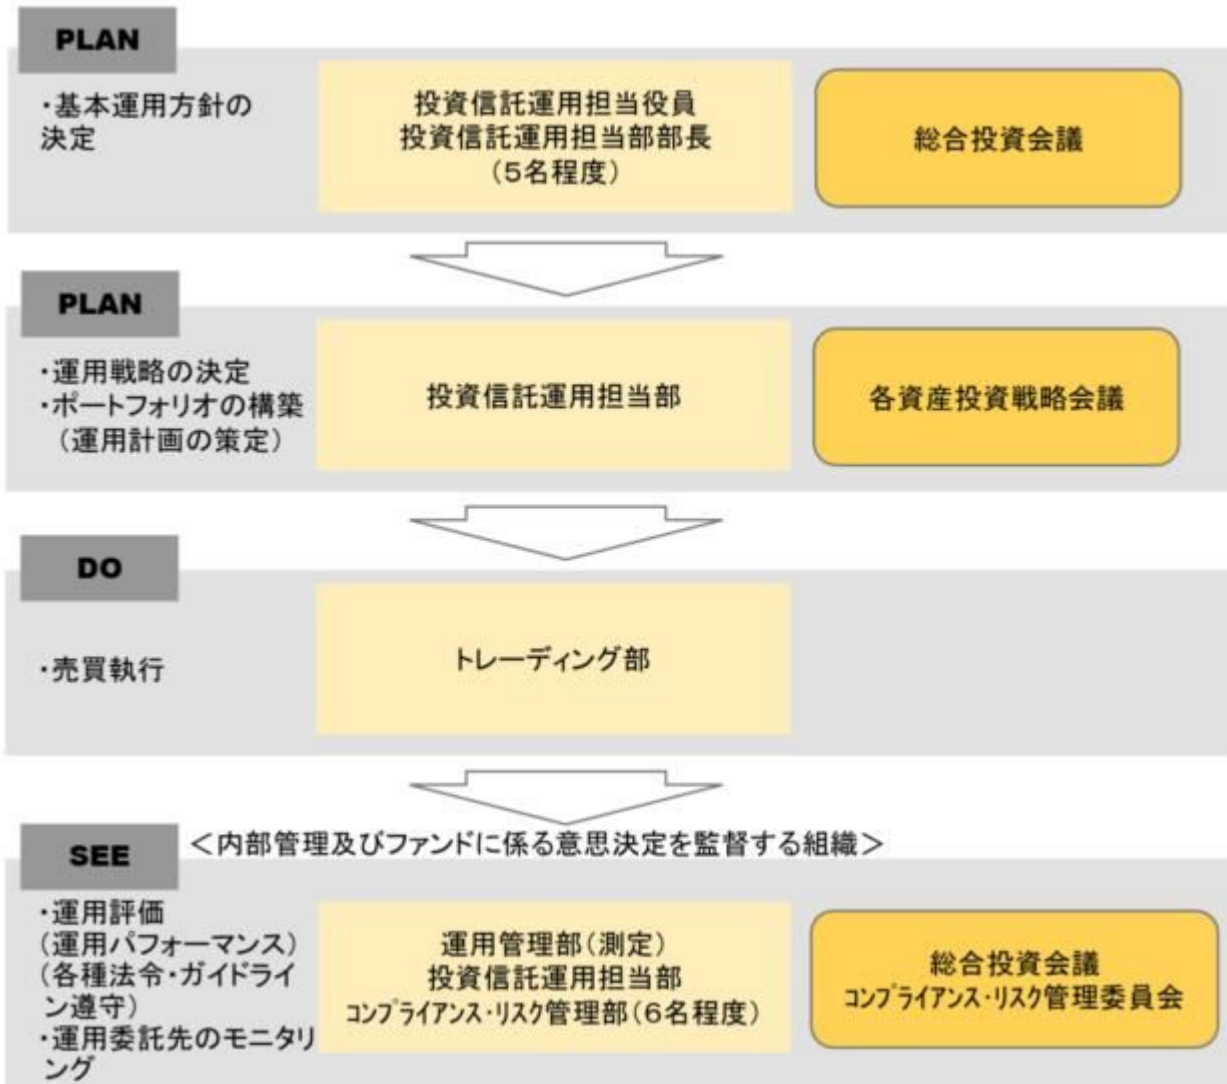 PLAN
・基本運用方針の
決定
投資信託運用担当役員
投資信託運用担当部部長
(5名程度)
総合投資会議
PLAN
・運用戦略の決定
・ポートフォリオの構築
(運用計画の策定)
投資信託運用担当部
各資産投資戦略会議
DO
・売買執行
トレーディング部
SEE
＜内部管理及びファンドに係る意思決定を監督する組織＞
・運用評価
(運用パフォーマンス)
(各種法令・ガイドライ
ン遵守)
・運用委託先のモニタリ
ング
運用管理部(測定)
投資信託運用担当部
コンプライアンス・リスク管理部(6名程度)
総合投資会議
コンプライアンス・リスク管理委員会